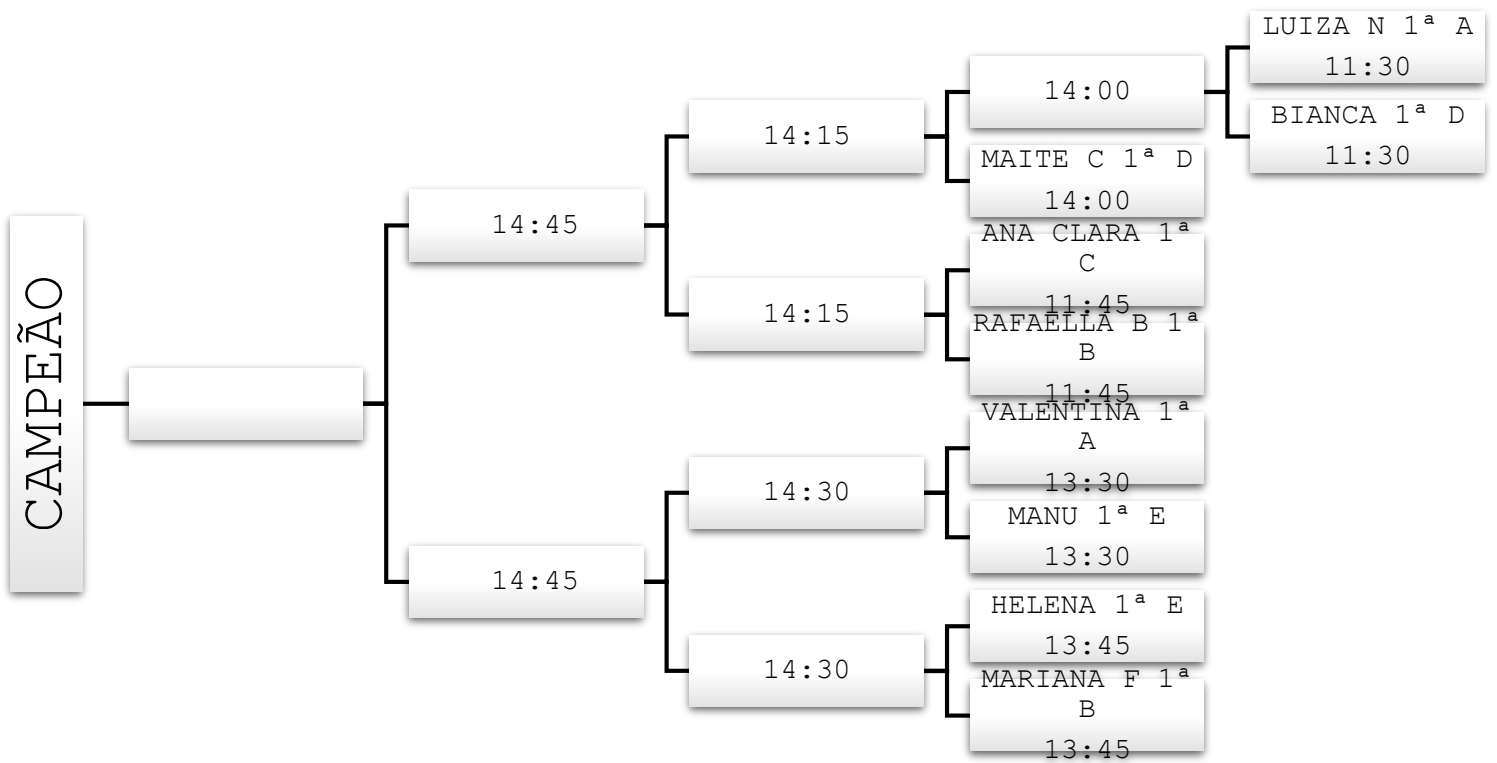 CAMPEÃO
14:45
14:45
14:15
14:15
14:30
14:30
14:00
MAITE C 1ª D
14:00
ANA CLARA 1ª
C
11:45
RAFAELLA B 1ª
B
11:45
VALENTINA 1ª
A
13:30
MANU 1ª E
13:30
HELENA 1ª E
13:45
MARIANA F 1ª
B
13:45
LUIZA N 1ª A
11:30
BIANCA 1ª D
11:30